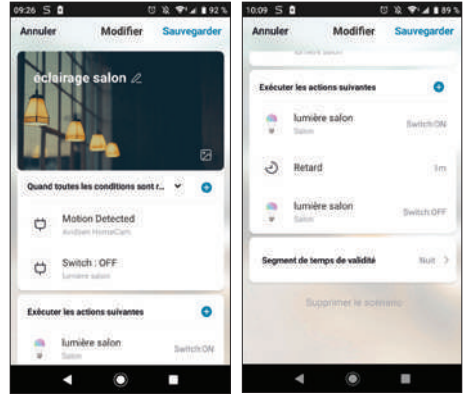 09:26 S 92 %
Annuler Modifier Sauvegarder
éclairage salon
Quand toutes les conditions sont r...
Motion Detected
Avidsen HomeCam
Switch : OFF
lumière salon
Exécuter les actions suivantes
lumière salon
Salon
Switch:ON
10:09 S 89 %
Annuler Modifier Sauvegarder
Exécuter les actions suivantes
lumière salon
Salon
Switch:ON
Retard 1m
lumière salon
Salon
Switch:OFF
Segment de temps de validité Nuit
Supprimer le scénario